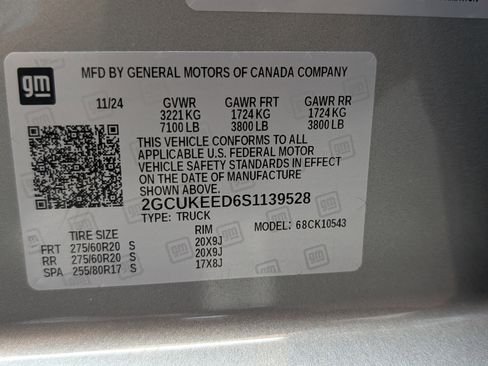 gm
MFD BY GENERAL MOTORS OF CANADA COMPANY
11/24 GVWR GAWR FRT GAWR RR
3221 KG 1724 KG 1724 KG
7100 LB 3800 LB 3800 LB
THIS VEHICLE CONFORMS TO ALL
APPLICABLE U.S. FEDERAL MOTOR
VEHICLE SAFETY STANDARDS IN EFFECT
ON THE DATE OF MANUFACTURE
SHOWN ABOVE.
2GCUKEED6S1139528
TYPE: TRUCK MODEL: 68CK10543
TIRE SIZE RIM
FRT 275/60R20 S 20X9J
RR 275/60R20 S 20X9J
SPA 255/80R17 S 17X8J